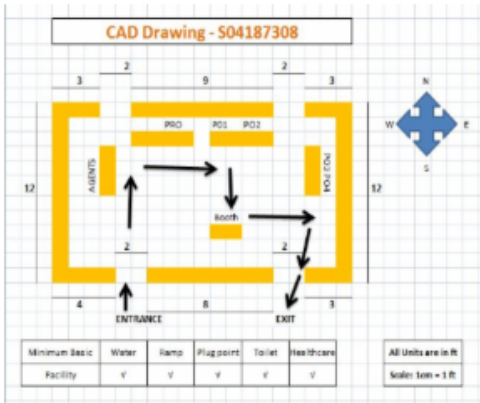 CAD Drawing - S04187308
2 2
3 9 3
N
PRO PO1 PO2
W E
AGENTS
PO3 PO4
S
12 12
Booth
2 2
4 8 3
ENTRANCE EXIT
Minimum Basic Water Ramp Plug point Toilet Healthcare
Facility √ √ √ √ √
All Units are in ft
Scale: 1cm = 1 ft